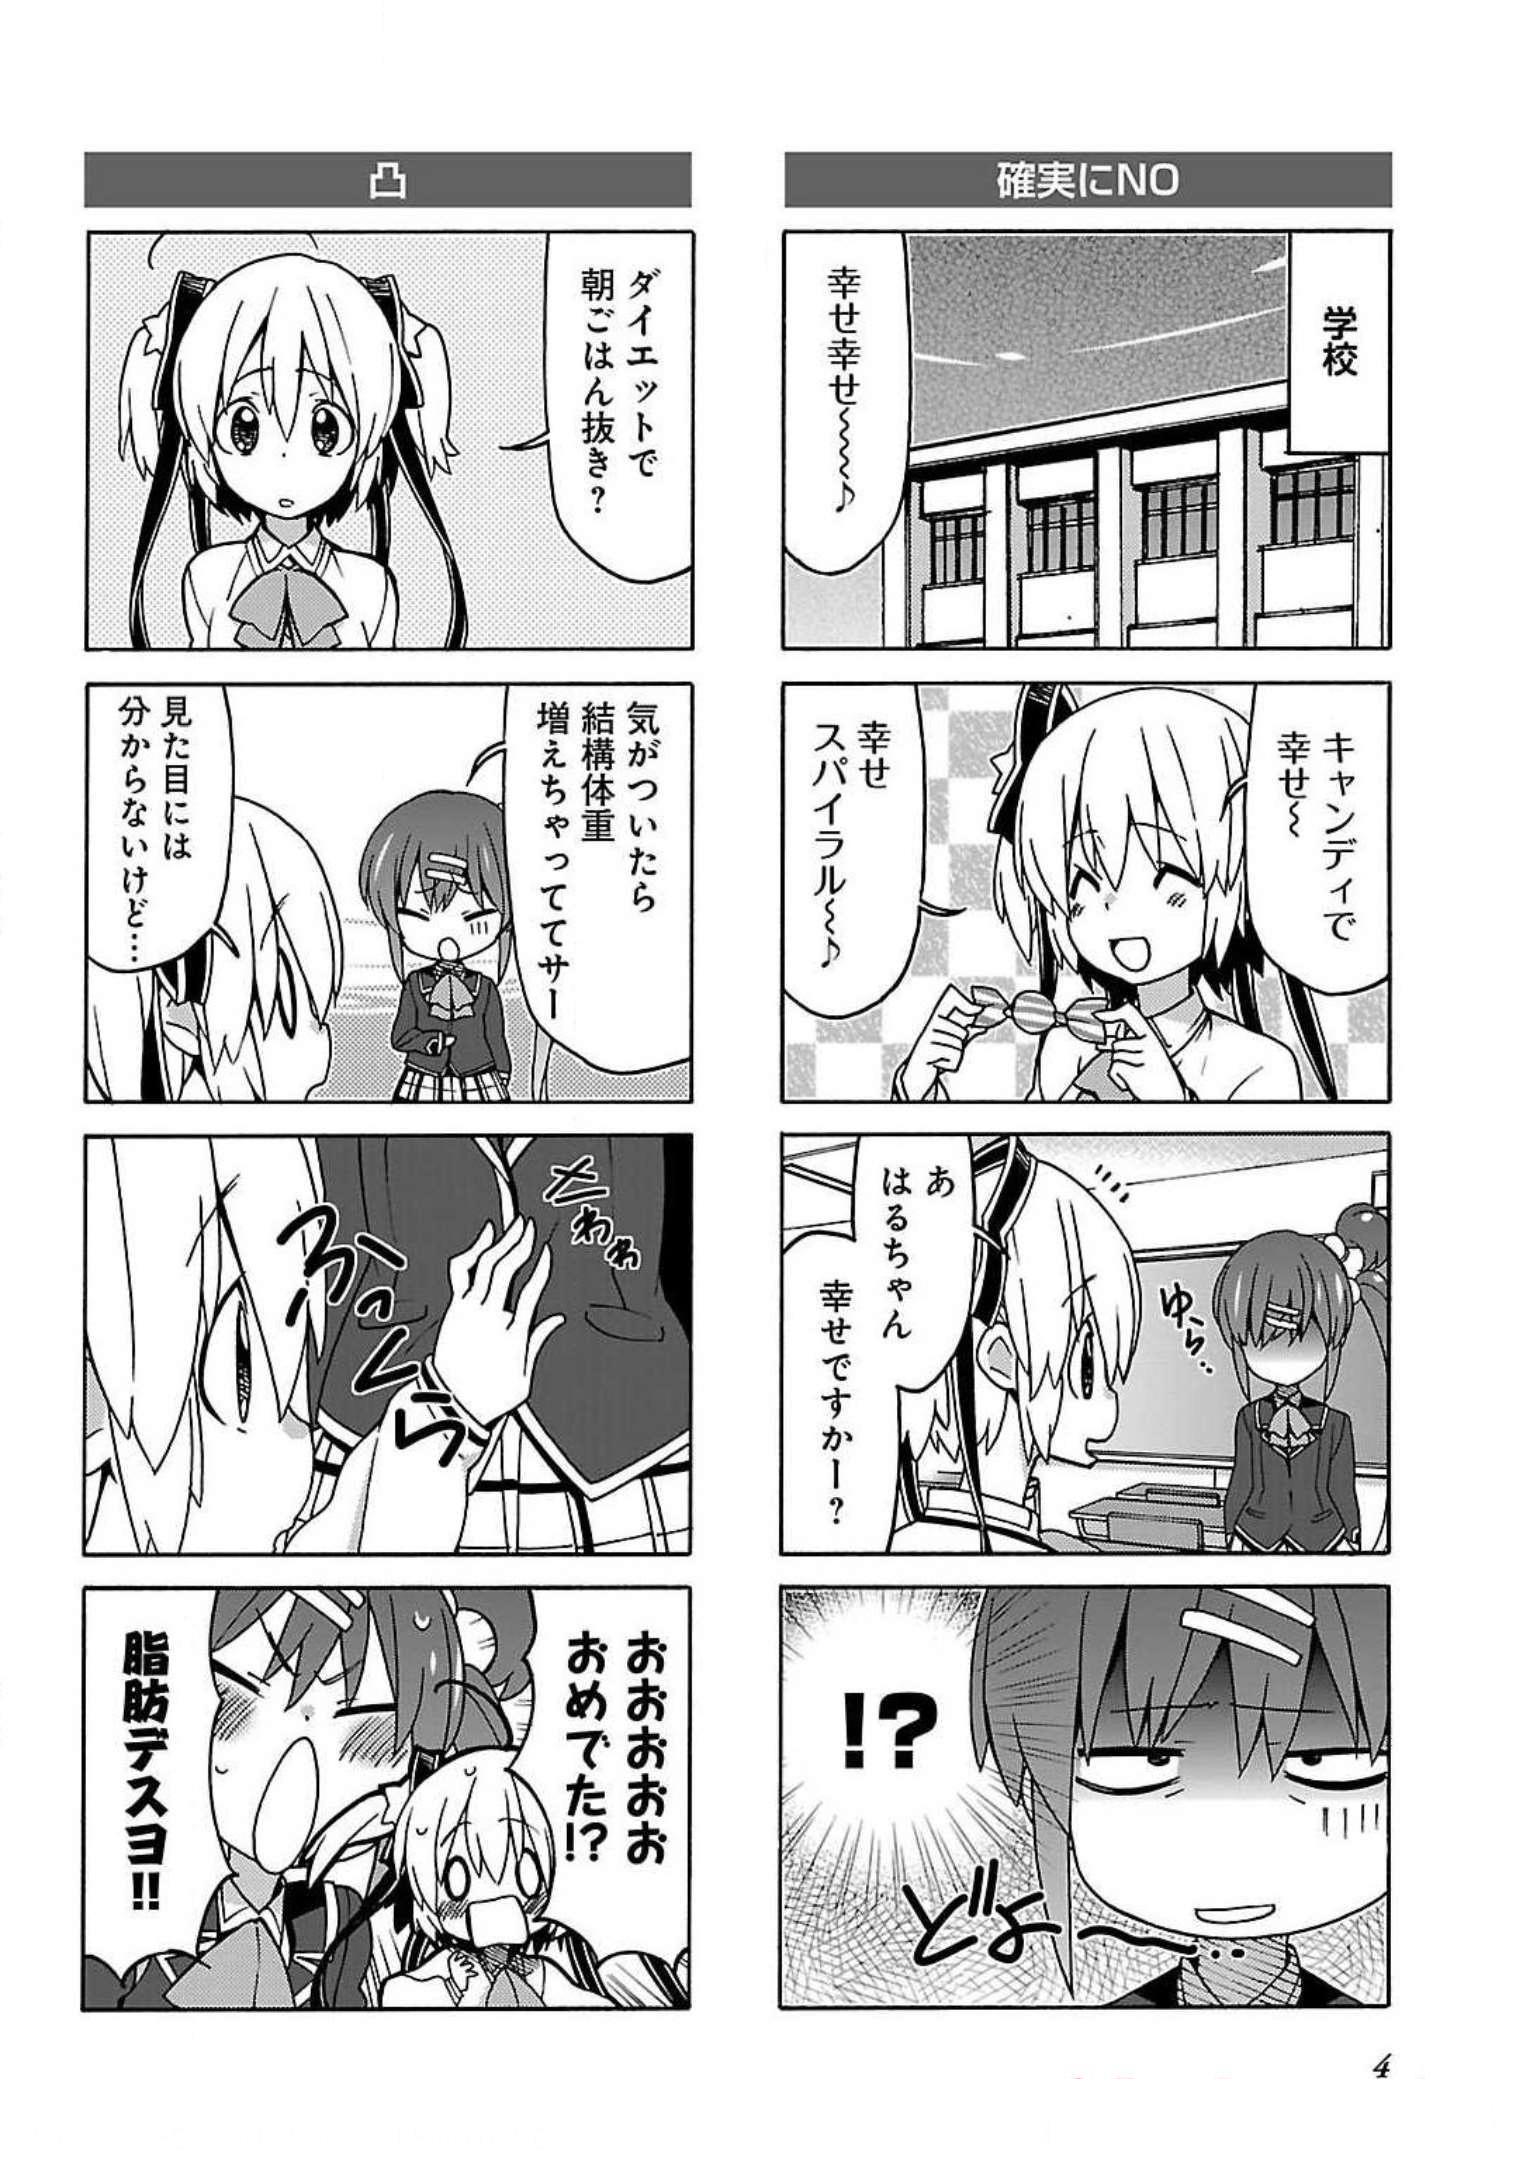 確実にNO
学校
幸せ幸せ〜〜〜〜♪
キャンディで
幸せ〜
幸せ
スパイラル〜♪
あ
はるちゃん
幸せですかー？
ゆら‥
!?
どよ〜‥
凸
ダイエットで
朝ごはん抜き？
気がついたら
結構体重
増えちゃっててサー
見た目には
分からないけど…
さわわ
ふっくら
おおおおおお
おめでた!?
脂肪デスヨ!!
4